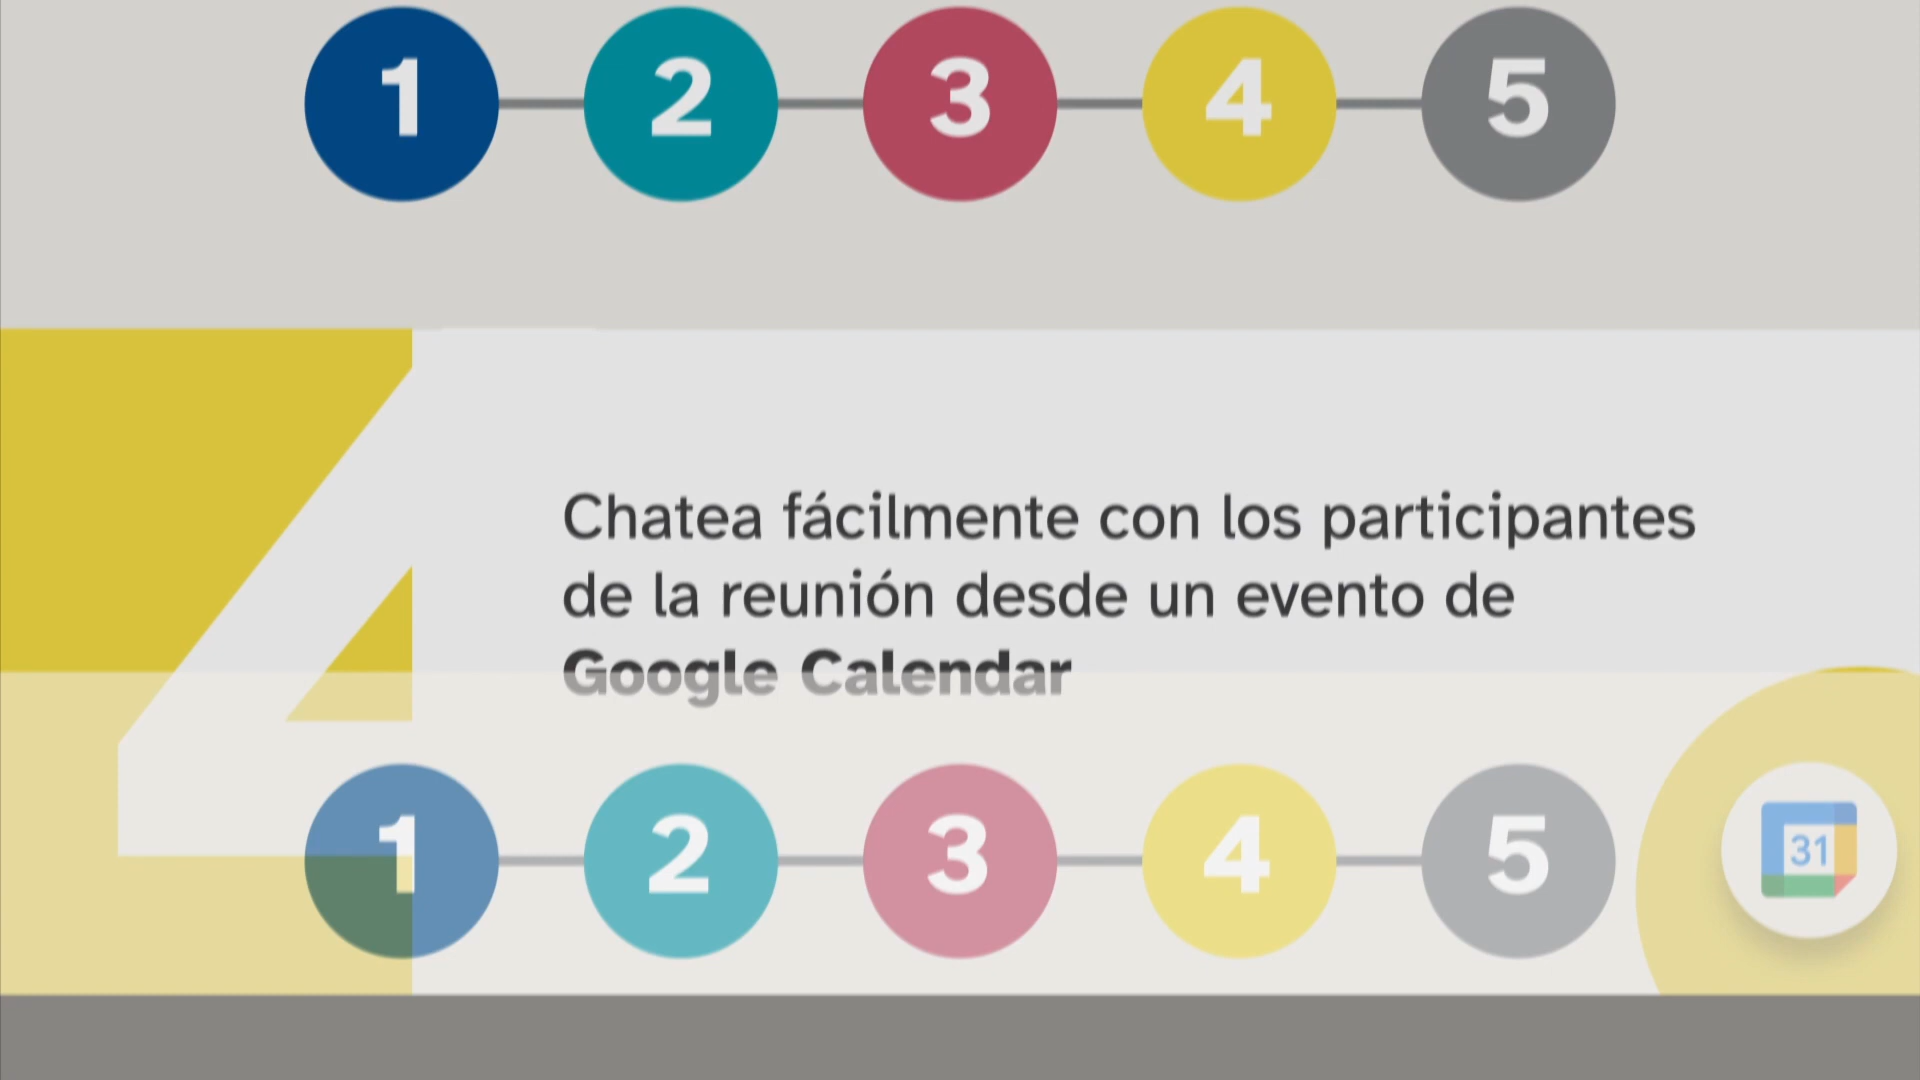 1 2 3 4 5
4
Chatea fácilmente con los participantes
de la reunión desde un evento de
Google Calendar
1 2 3 4 5
31